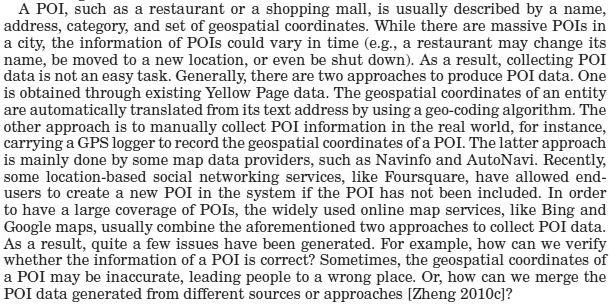 A POI, such as a restaurant or a shopping mall, is usually described by a name,
address, category, and set of geospatial coordinates. While there are massive POIs in
a city, the information of POIs could vary in time (e.g., a restaurant may change its
name, be moved to a new location, or even be shut down). As a result, collecting POI
data is not an easy task. Generally, there are two approaches to produce POI data. One
is obtained through existing Yellow Page data. The geospatial coordinates of an entity
are automatically translated from its text address by using a geo-coding algorithm. The
other approach is to manually collect POI information in the real world, for instance,
carrying a GPS logger to record the geospatial coordinates of a POI. The latter approach
is mainly done by some map data providers, such as Navinfo and AutoNavi. Recently,
some location-based social networking services, like Foursquare, have allowed end-
users to create a new POI in the system if the POI has not been included. In order
to have a large coverage of POIs, the widely used online map services, like Bing and
Google maps, usually combine the aforementioned two approaches to collect POI data.
As a result, quite a few issues have been generated. For example, how can we verify
whether the information of a POI is correct? Sometimes, the geospatial coordinates of
a POI may be inaccurate, leading people to a wrong place. Or, how can we merge the
POI data generated from different sources or approaches [Zheng 2010c]?